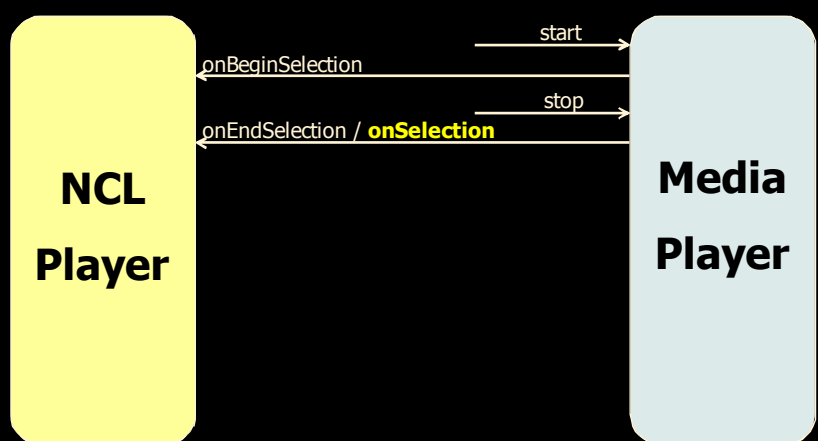 start
onBeginSelection
stop
onEndSelection / onSelection
NCL
Player
Media
Player